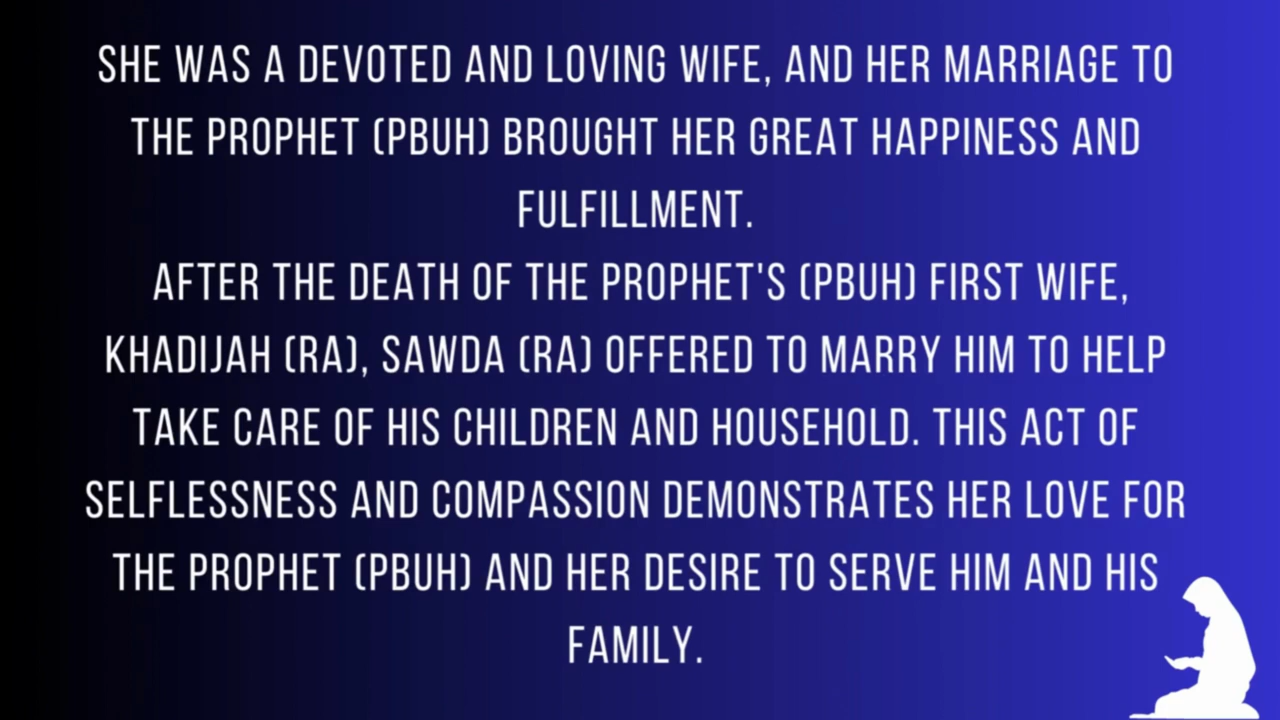 SHE WAS A DEVOTED AND LOVING WIFE, AND HER MARRIAGE TO
THE PROPHET (PBUH) BROUGHT HER GREAT HAPPINESS AND
FULFILLMENT.
AFTER THE DEATH OF THE PROPHET'S (PBUH) FIRST WIFE,
KHADIJAH (RA), SAWDA (RA) OFFERED TO MARRY HIM TO HELP
TAKE CARE OF HIS CHILDREN AND HOUSEHOLD. THIS ACT OF
SELFLESSNESS AND COMPASSION DEMONSTRATES HER LOVE FOR
THE PROPHET (PBUH) AND HER DESIRE TO SERVE HIM AND HIS
FAMILY.